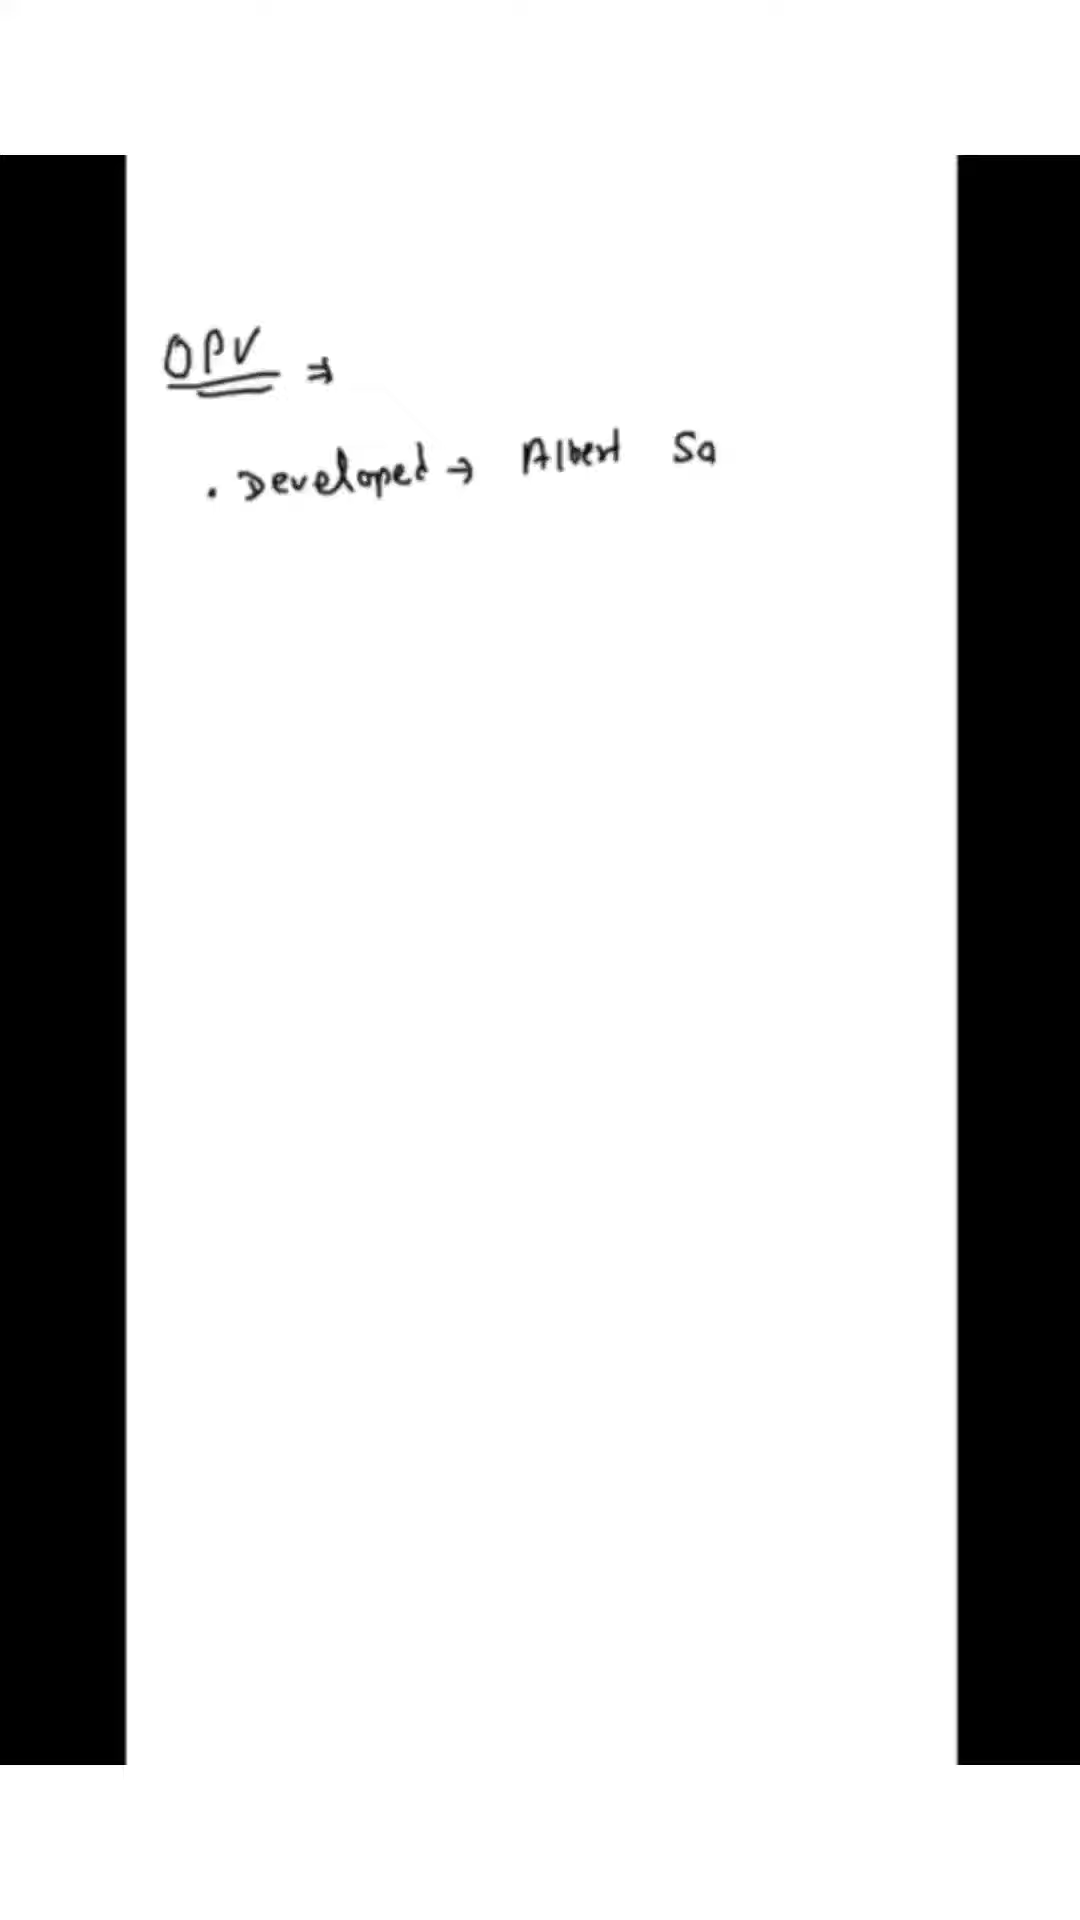 OPV ⇒
. Developed → Albert Sa